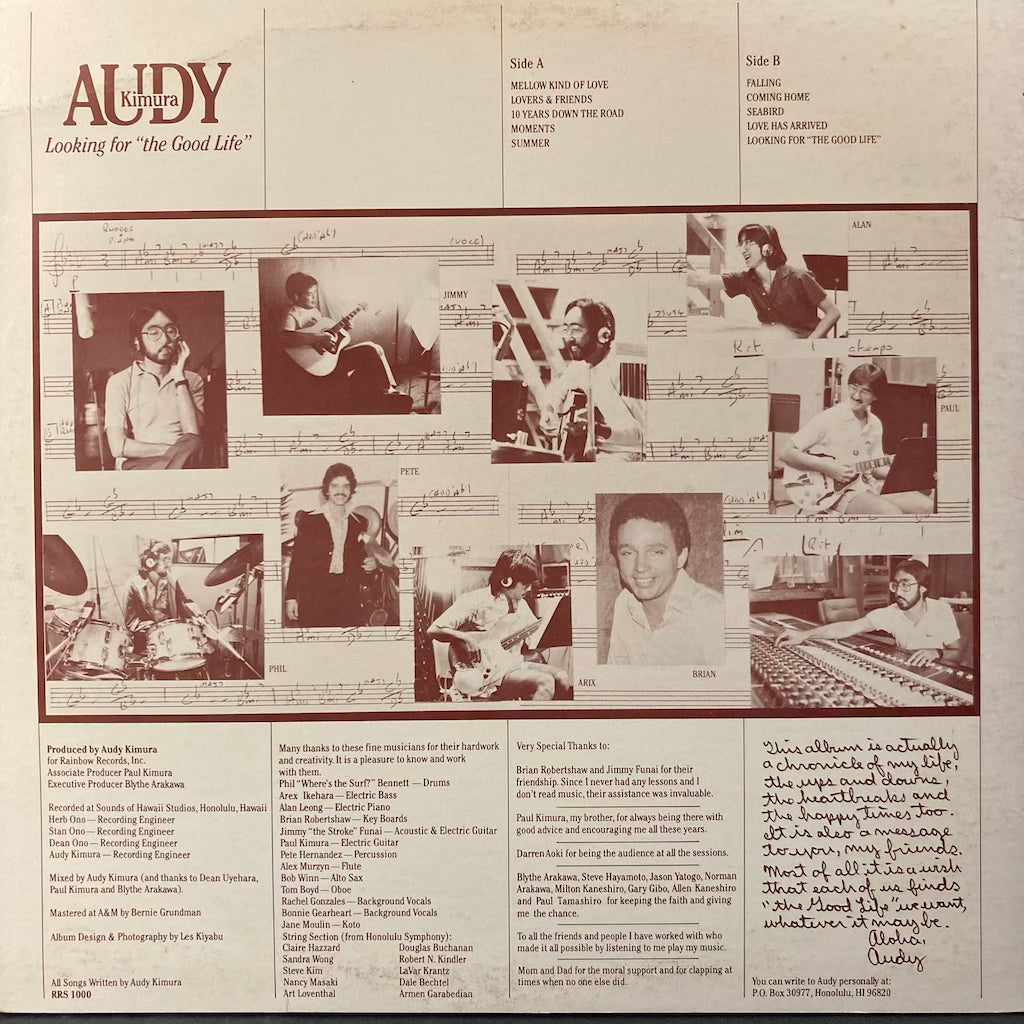 AUDY
Kimura
Looking for "the Good Life"
Side A
MELLOW KIND OF LOVE
LOVERS & FRIENDS
10 YEARS DOWN THE ROAD
MOMENTS
SUMMER
Side B
FALLING
COMING HOME
SEABIRD
LOVE HAS ARRIVED
LOOKING FOR "THE GOOD LIFE"
ALAN
JIMMY
PAUL
PETE
PHIL
ARIX
BRIAN
Rit.
(Rit)
Produced by Audy Kimura
for Rainbow Records, Inc.
Associate Producer Paul Kimura
Executive Producer Blythe Arakawa
Recorded at Sounds of Hawaii Studios, Honolulu, Hawaii
Herb Ono — Recording Engineer
Stan Ono — Recording Engineer
Dean Ono — Recording Engineer
Audy Kimura — Recording Engineer
Mixed by Audy Kimura (and thanks to Dean Uyehara,
Paul Kimura and Blythe Arakawa).
Mastered at A&M by Bernie Grundman
Album Design & Photography by Les Kiyabu
All Songs Written by Audy Kimura
RRS 1000
Many thanks to these fine musicians for their hardwork
and creativity. It is a pleasure to know and work
with them.
Phil "Where's the Surf?" Bennett — Drums
Arex Ikehara — Electric Bass
Alan Leong — Electric Piano
Brian Robertshaw — Key Boards
Jimmy "the Stroke" Funai — Acoustic & Electric Guitar
Paul Kimura — Electric Guitar
Pete Hernandez — Percussion
Alex Murzyn — Flute
Bob Winn — Alto Sax
Tom Boyd — Oboe
Rachel Gonzales — Background Vocals
Bonnie Gearheart — Background Vocals
Jane Moulin — Koto
String Section (from Honolulu Symphony):
Claire Hazzard Douglas Buchanan
Sandra Wong Robert N. Kindler
Steve Kim LaVar Krantz
Nancy Masaki Dale Bechtel
Art Loventhal Armen Garabedian
Very Special Thanks to:
Brian Robertshaw and Jimmy Funai for their
friendship. Since I never had any lessons and I
don't read music, their assistance was invaluable.
Paul Kimura, my brother, for always being there with
good advice and encouraging me all these years.
Darren Aoki for being the audience at all the sessions.
Blythe Arakawa, Steve Hayamoto, Jason Yatogo, Norman
Arakawa, Milton Kaneshiro, Gary Gibo, Allen Kaneshiro
and Paul Tamashiro for keeping the faith and giving
me the chance.
To all the friends and people I have worked with who
made it all possible by listening to me play my music.
Mom and Dad for the moral support and for clapping at
times when no one else did.
This album is actually
a chronicle of my life,
the ups and downs,
the heartbreaks and
the happy times too.
It is also a message
to you, my friends.
Most of all it is a wish
that each of us finds
"the Good Life" we want,
whatever it may be.
Aloha,
Audy
You can write to Audy personally at:
P.O. Box 30977, Honolulu, HI 96820